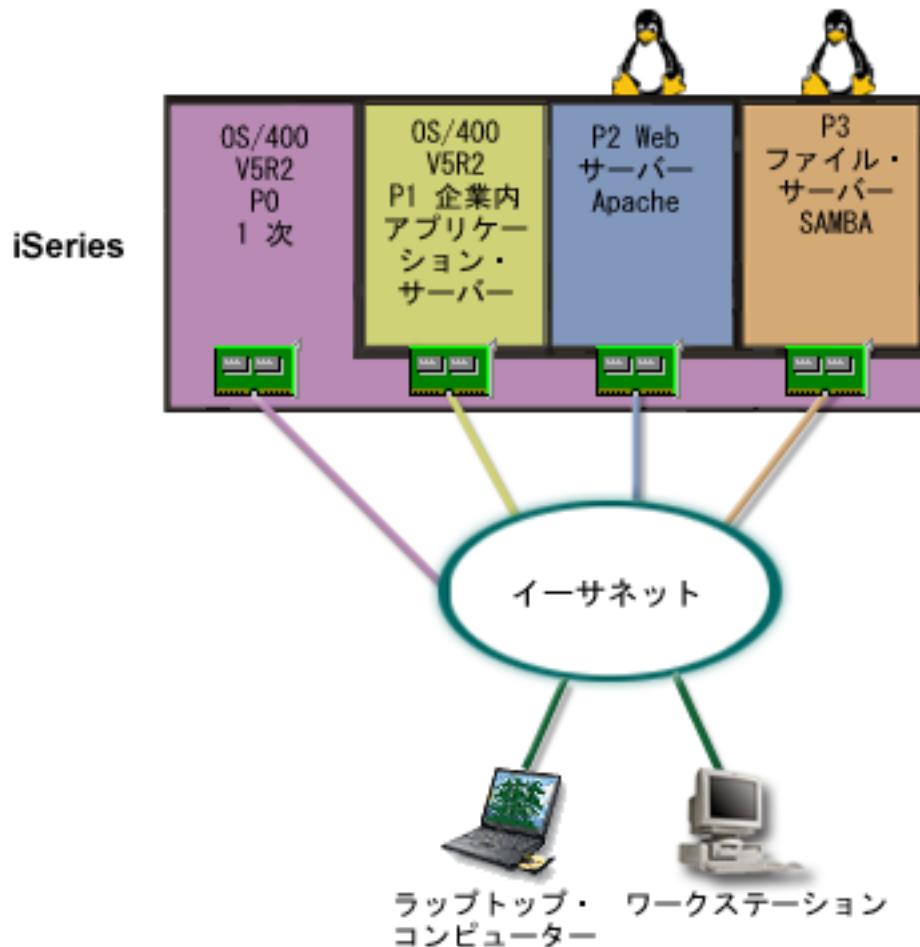 iSeries
OS/400
V5R2
P0
1 次
OS/400
V5R2
P1 企業内
アプリケー
ション・
サーバー
P2 Web
サーバー
Apache
P3
ファイル・
サーバー
SAMBA
イーサネット
ラップトップ・
コンピューター
ワークステーション